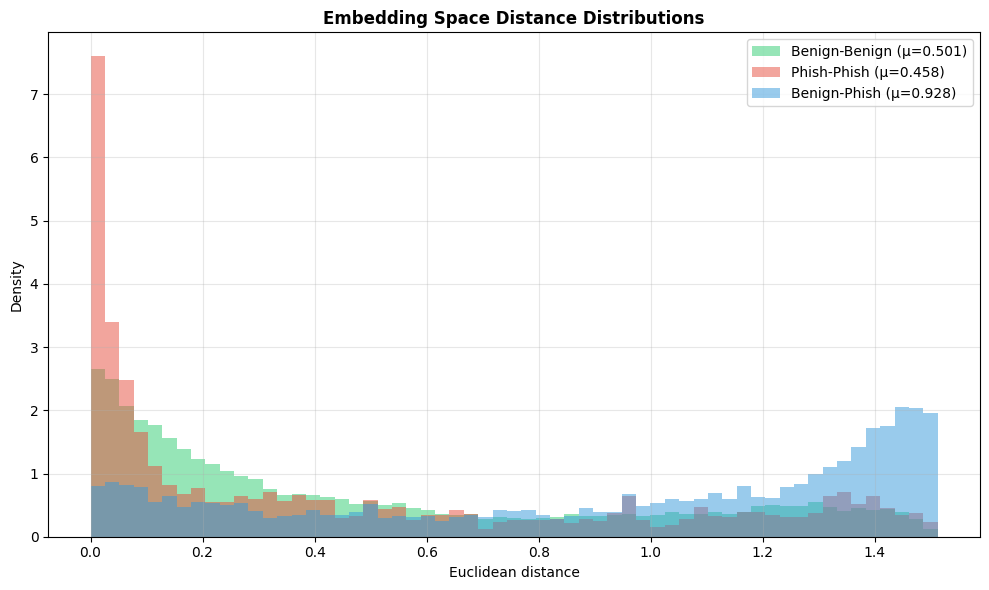 Embedding Space Distance Distributions
Benign-Benign (μ=0.501)
Phish-Phish (μ=0.458)
Benign-Phish (μ=0.928)
Density
7
6
5
4
3
2
1
0
0.0 0.2 0.4 0.6 0.8 1.0 1.2 1.4
Euclidean distance